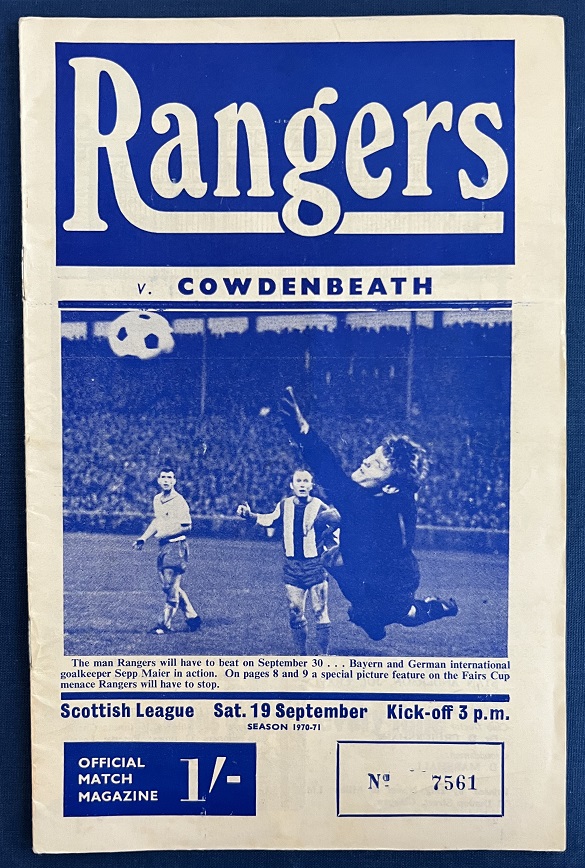 Rangers
v. COWDENBEATH
The man Rangers will have to beat on September 30 . . . Bayern and German international
goalkeeper Sepp Maier in action. On pages 8 and 9 a special picture feature on the Fairs Cup
menace Rangers will have to stop.
Scottish League Sat. 19 September Kick-off 3 p.m.
SEASON 1970-71
OFFICIAL
MATCH
MAGAZINE
1/-
Nº 7561